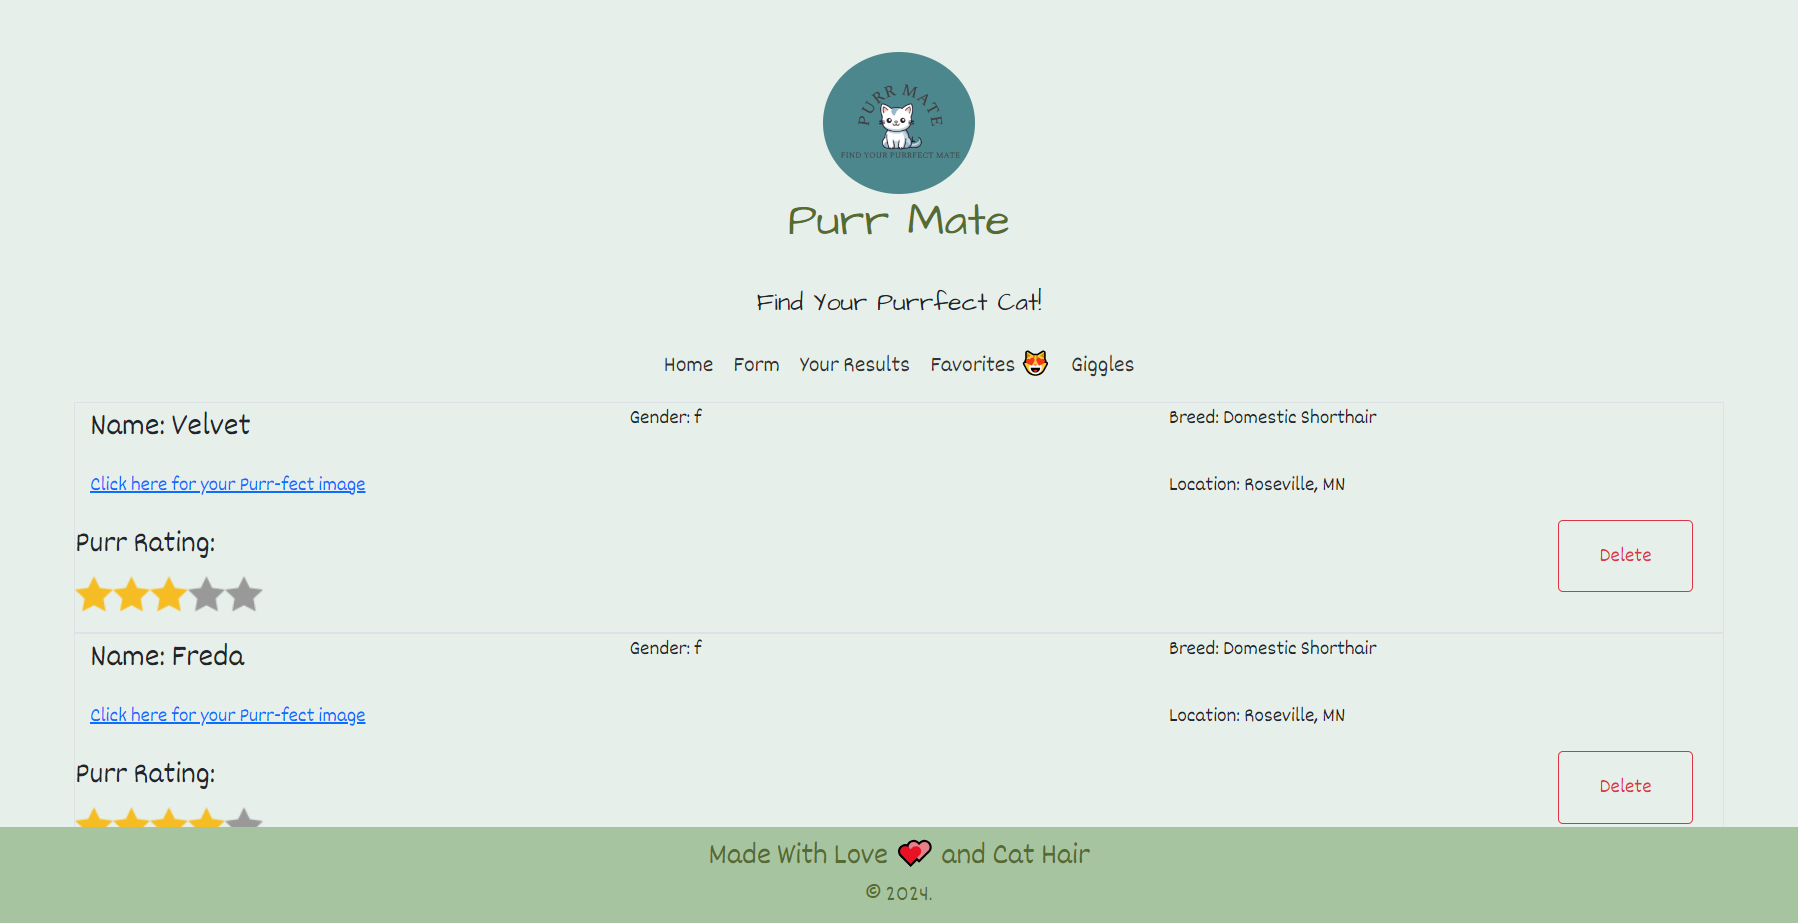 PURR MATE
FIND YOUR PURRFECT MATE
Purr Mate
Find Your Purrfect Cat!
Home Form Your Results Favorites 😻 Giggles
Name: Velvet Gender: f Breed: Domestic Shorthair
Click here for your Purr-fect image Location: Roseville, MN
Purr Rating:
Delete
Name: Freda Gender: f Breed: Domestic Shorthair
Click here for your Purr-fect image Location: Roseville, MN
Purr Rating:
Delete
Made With Love 💕 and Cat Hair
© 2024.